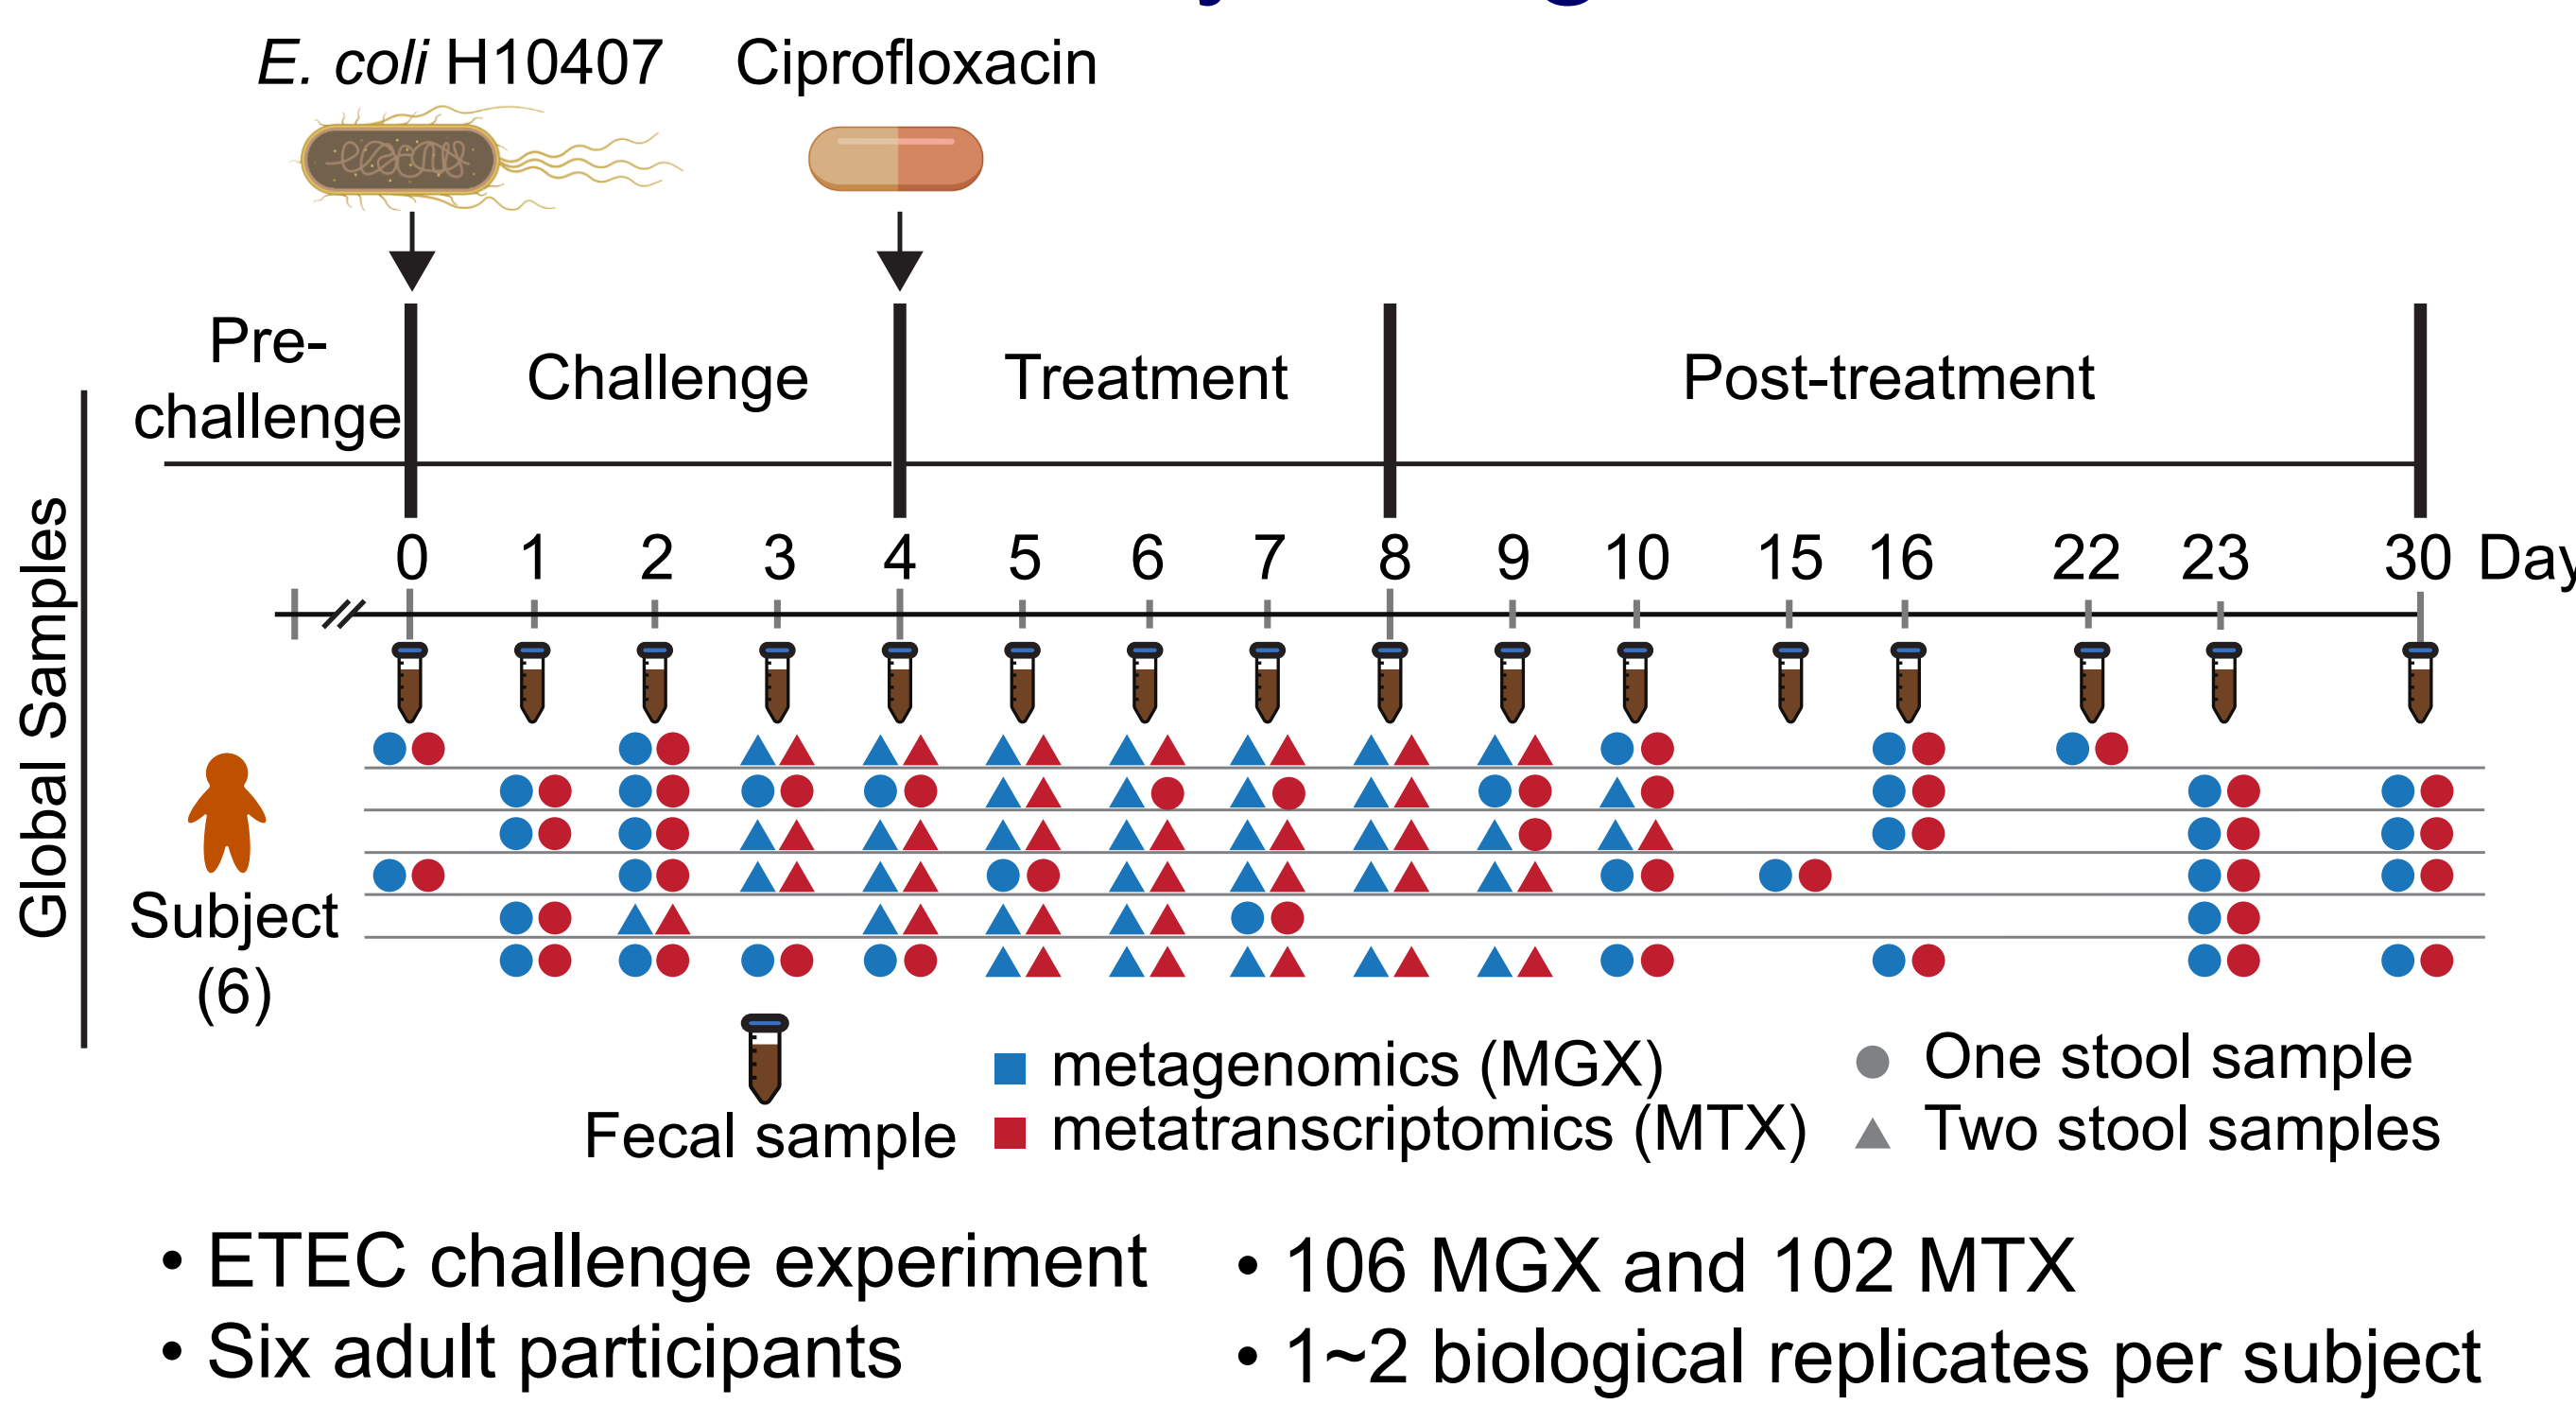 E. coli H10407
Ciprofloxacin
Pre-
challenge
Challenge
Treatment
Post-treatment
0 1 2 3 4 5 6 7 8 9 10 15 16 22 23 30 Day
Global Samples
Subject
(6)
Fecal sample
metagenomics (MGX)
metatranscriptomics (MTX)
One stool sample
Two stool samples
• ETEC challenge experiment
• Six adult participants
• 106 MGX and 102 MTX
• 1~2 biological replicates per subject